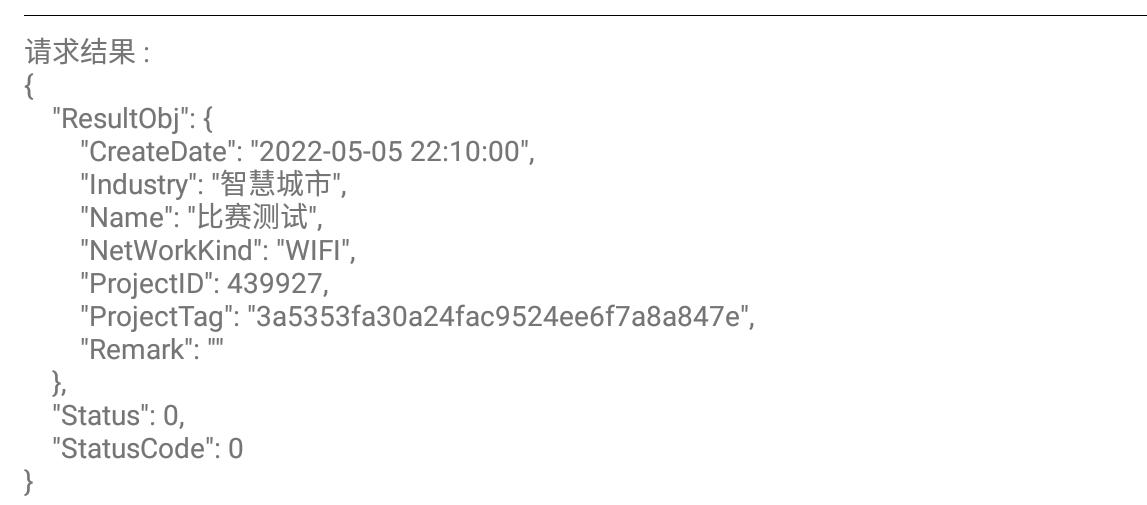 请求结果 :
{
"ResultObj": {
"CreateDate": "2022-05-05 22:10:00",
"Industry": "智慧城市",
"Name": "比赛测试",
"NetWorkKind": "WIFI",
"ProjectID": 439927,
"ProjectTag": "3a5353fa30a24fac9524ee6f7a8a847e",
"Remark": ""
},
"Status": 0,
"StatusCode": 0
}